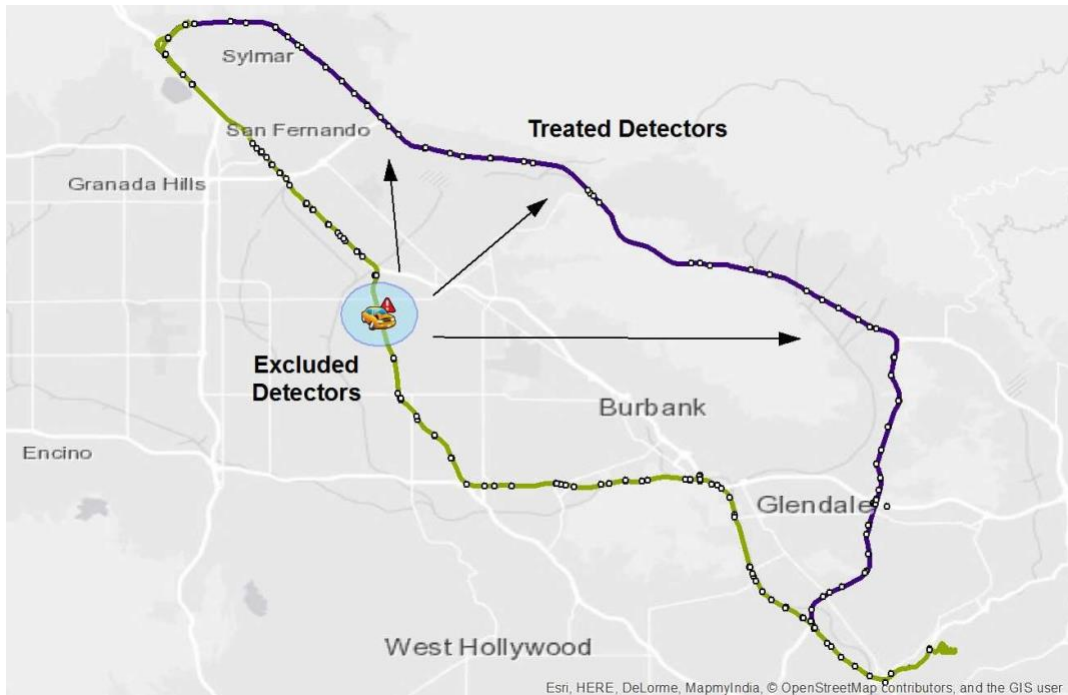 Sylmar
San Fernando
Treated Detectors
Granada Hills
Excluded
Detectors
Burbank
Encino
Glendale
West Hollywood
Esri, HERE, DeLorme, MapmyIndia, © OpenStreetMap contributors, and the GIS user